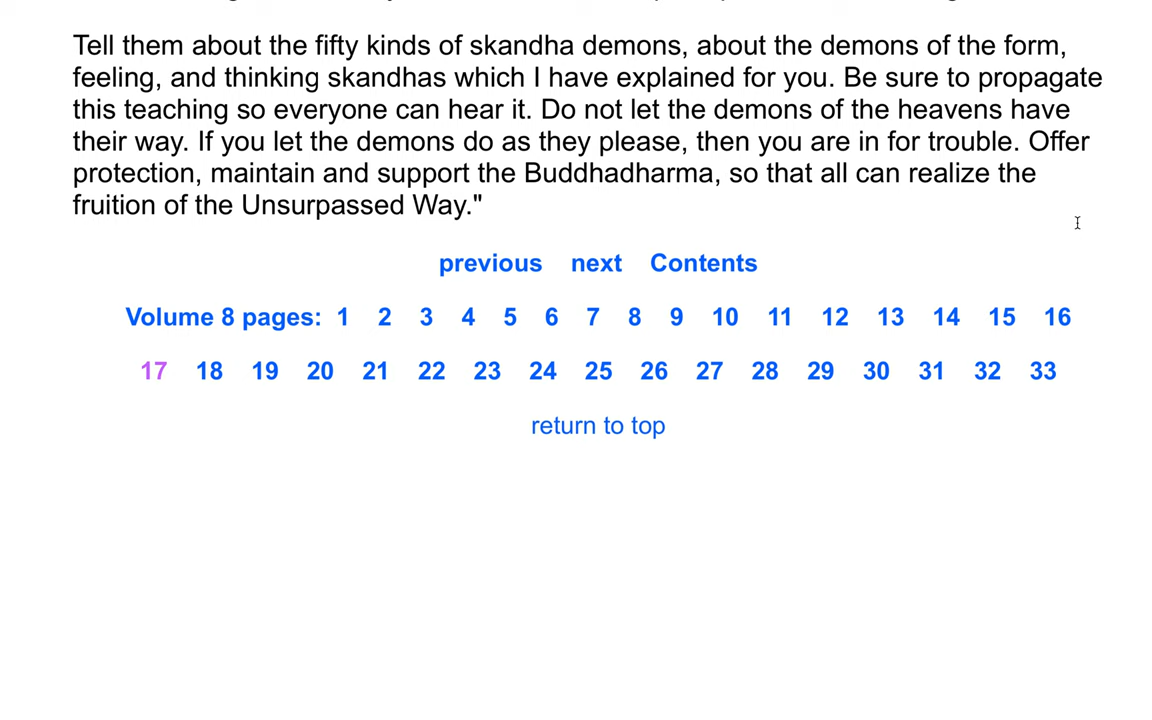 Tell them about the fifty kinds of skandha demons, about the demons of the form,
feeling, and thinking skandhas which I have explained for you. Be sure to propagate
this teaching so everyone can hear it. Do not let the demons of the heavens have
their way. If you let the demons do as they please, then you are in for trouble. Offer
protection, maintain and support the Buddhadharma, so that all can realize the
fruition of the Unsurpassed Way."
previous next Contents
Volume 8 pages: 1 2 3 4 5 6 7 8 9 10 11 12 13 14 15 16
17 18 19 20 21 22 23 24 25 26 27 28 29 30 31 32 33
return to top